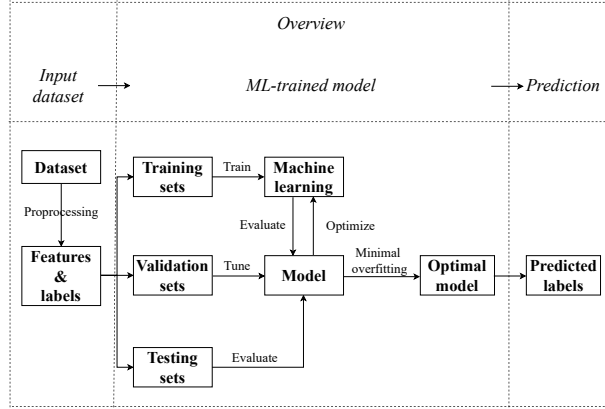 Overview
Input
dataset
ML-trained model
Prediction
Dataset
Training
sets
Train
Machine
learning
Proprocessing
Evaluate
Optimize
Features
&
labels
Validation
sets
Tune
Model
Minimal
overfitting
Optimal
model
Predicted
labels
Testing
sets
Evaluate